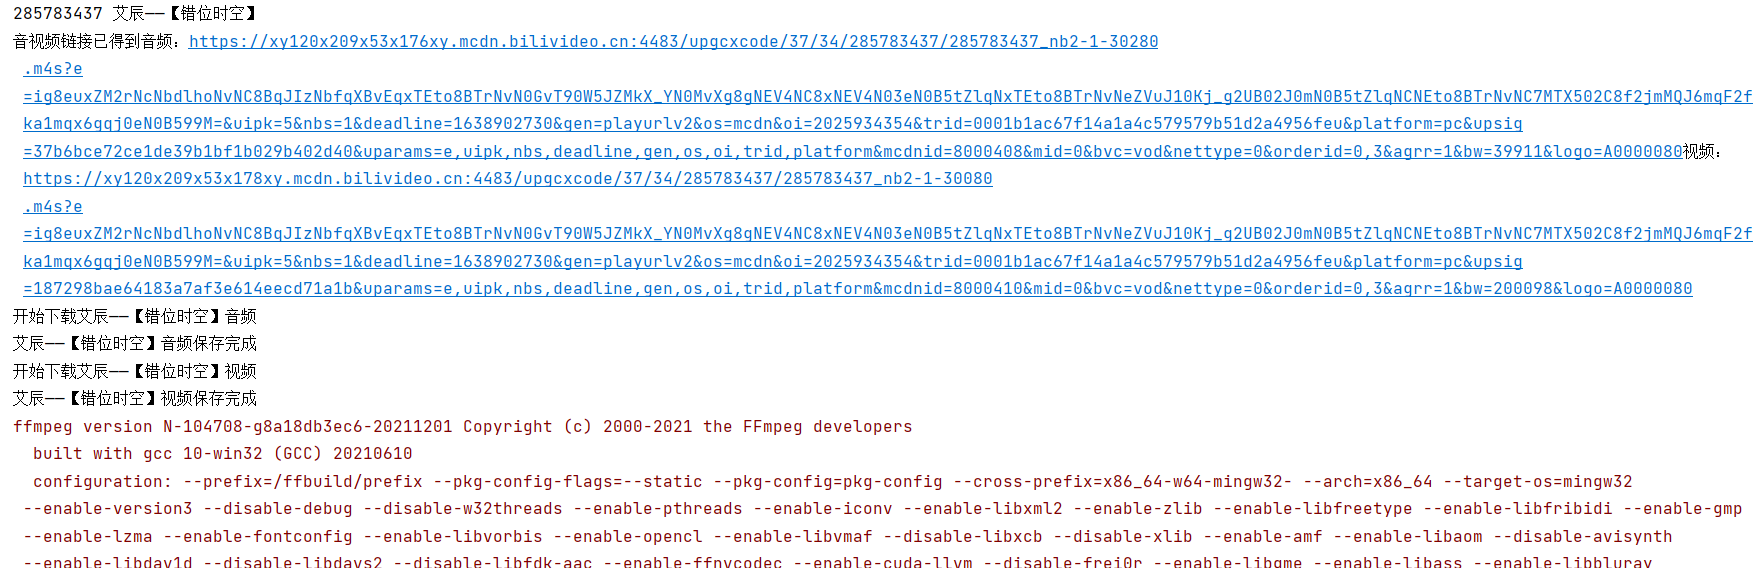 285783437 艾辰——【错位时空】
音视频链接已得到音频：https://xy120x209x53x176xy.mcdn.bilivideo.cn:4483/upgcxcode/37/34/285783437/285783437_nb2-1-30280
.m4s?e
=ig8euxZM2rNcNbdlhoNvNC8BqJIzNbfqXBvEqxTEto8BTrNvN0GvT90W5JZMkX_YN0MvXg8gNEV4NC8xNEV4N03eN0B5tZlqNxTEto8BTrNvNeZVuJ10Kj_g2UB02J0mN0B5tZlqNCNEto8BTrNvNC7MTX502C8f2jmMQJ6mqF2f
ka1mqx6gqj0eN0B599M=&uipk=5&nbs=1&deadline=1638902730&gen=playurlv2&os=mcdn&oi=2025934354&trid=0001b1ac67f14a1a4c579579b51d2a4956feu&platform=pc&upsig
=37b6bce72ce1de39b1bf1b029b402d40&uparams=e,uipk,nbs,deadline,gen,os,oi,trid,platform&mcdnid=8000408&mid=0&bvc=vod&nettype=0&orderid=0,3&agrr=1&bw=39911&logo=A0000080视频：
https://xy120x209x53x178xy.mcdn.bilivideo.cn:4483/upgcxcode/37/34/285783437/285783437_nb2-1-30080
.m4s?e
=ig8euxZM2rNcNbdlhoNvNC8BqJIzNbfqXBvEqxTEto8BTrNvN0GvT90W5JZMkX_YN0MvXg8gNEV4NC8xNEV4N03eN0B5tZlqNxTEto8BTrNvNeZVuJ10Kj_g2UB02J0mN0B5tZlqNCNEto8BTrNvNC7MTX502C8f2jmMQJ6mqF2f
ka1mqx6gqj0eN0B599M=&uipk=5&nbs=1&deadline=1638902730&gen=playurlv2&os=mcdn&oi=2025934354&trid=0001b1ac67f14a1a4c579579b51d2a4956feu&platform=pc&upsig
=187298bae64183a7af3e614eecd71a1b&uparams=e,uipk,nbs,deadline,gen,os,oi,trid,platform&mcdnid=8000410&mid=0&bvc=vod&nettype=0&orderid=0,3&agrr=1&bw=200098&logo=A0000080
开始下载艾辰——【错位时空】音频
艾辰——【错位时空】音频保存完成
开始下载艾辰——【错位时空】视频
艾辰——【错位时空】视频保存完成
ffmpeg version N-104708-g8a18db3ec6-20211201 Copyright (c) 2000-2021 the FFmpeg developers
built with gcc 10-win32 (GCC) 20210610
configuration: --prefix=/ffbuild/prefix --pkg-config-flags=--static --pkg-config=pkg-config --cross-prefix=x86_64-w64-mingw32- --arch=x86_64 --target-os=mingw32
--enable-version3 --disable-debug --disable-w32threads --enable-pthreads --enable-iconv --enable-libxml2 --enable-zlib --enable-libfreetype --enable-libfribidi --enable-gmp
--enable-lzma --enable-fontconfig --enable-libvorbis --enable-opencl --enable-libvmaf --disable-libxcb --disable-xlib --enable-amf --enable-libaom --disable-avisynth
--enable-libdav1d --disable-libdavs2 --disable-libfdk-aac --enable-ffnvcodec --enable-cuda-llvm --disable-frei0r --enable-libgme --enable-libass --enable-libbluray